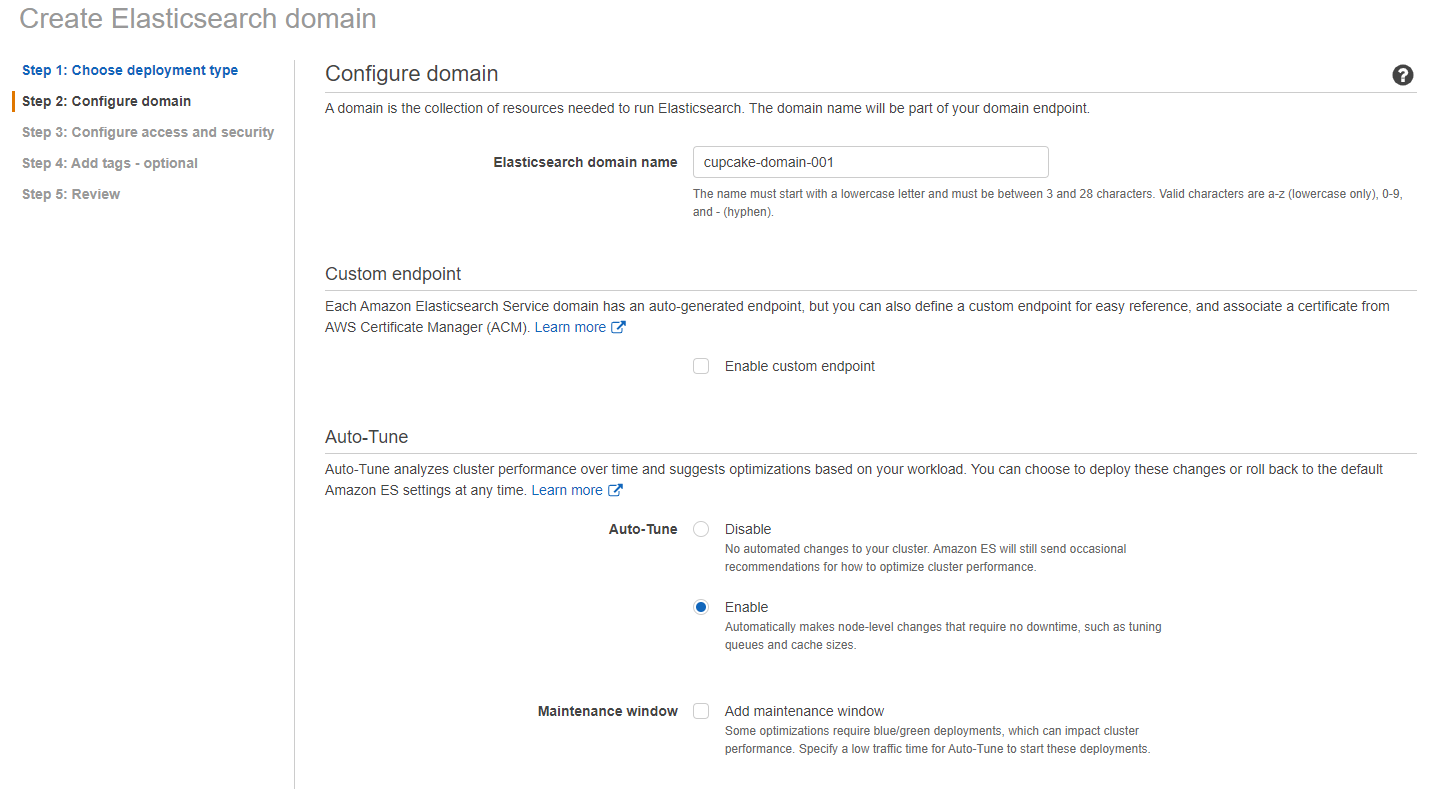 Create Elasticsearch domain
Step 1: Choose deployment type
Step 2: Configure domain
Step 3: Configure access and security
Step 4: Add tags - optional
Step 5: Review
Configure domain
?
A domain is the collection of resources needed to run Elasticsearch. The domain name will be part of your domain endpoint.
Elasticsearch domain name
cupcake-domain-001
The name must start with a lowercase letter and must be between 3 and 28 characters. Valid characters are a-z (lowercase only), 0-9,
and - (hyphen).
Custom endpoint
Each Amazon Elasticsearch Service domain has an auto-generated endpoint, but you can also define a custom endpoint for easy reference, and associate a certificate from
AWS Certificate Manager (ACM). Learn more
Enable custom endpoint
Auto-Tune
Auto-Tune analyzes cluster performance over time and suggests optimizations based on your workload. You can choose to deploy these changes or roll back to the default
Amazon ES settings at any time. Learn more
Auto-Tune
Disable
No automated changes to your cluster. Amazon ES will still send occasional
recommendations for how to optimize cluster performance.
Enable
Automatically makes node-level changes that require no downtime, such as tuning
queues and cache sizes.
Maintenance window
Add maintenance window
Some optimizations require blue/green deployments, which can impact cluster
performance. Specify a low traffic time for Auto-Tune to start these deployments.